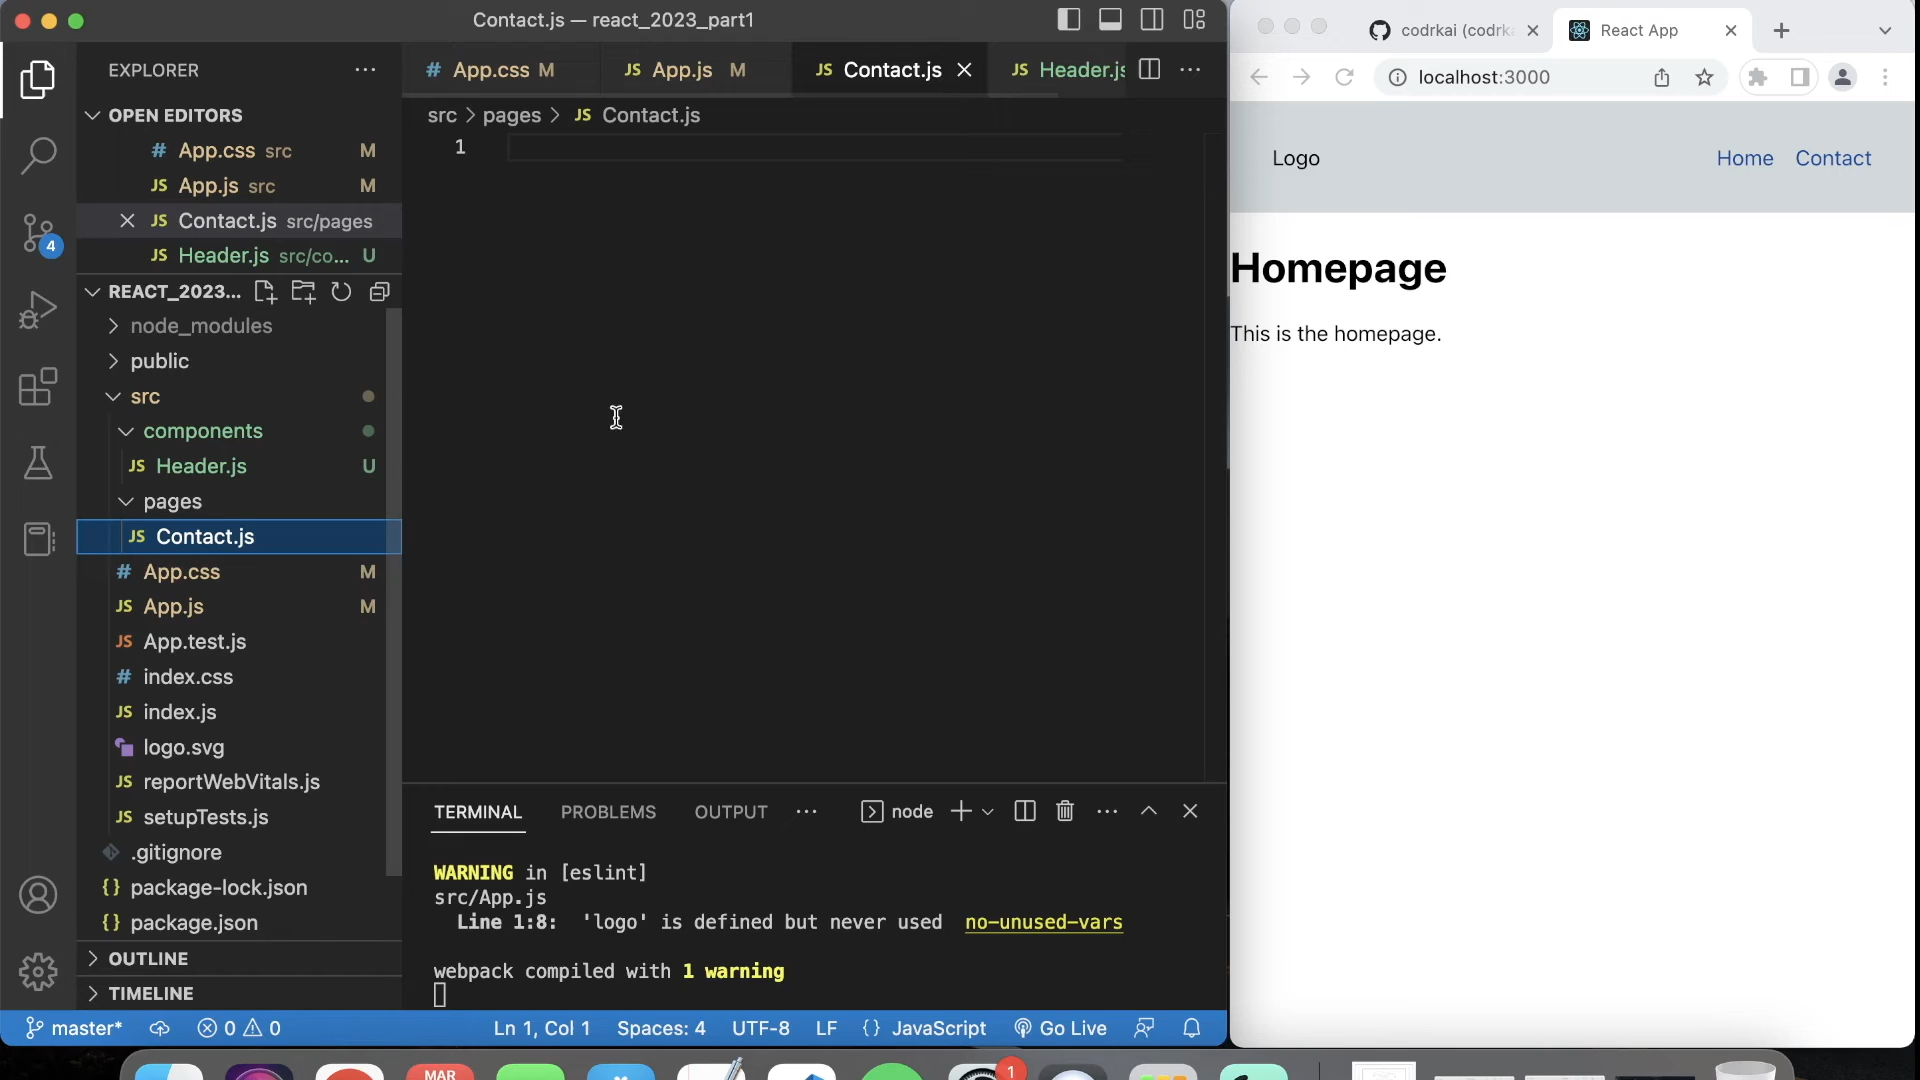 Contact.js — react_2023_part1
EXPLORER
OPEN EDITORS
# App.css src M
JS App.js src M
JS Contact.js src/pages
JS Header.js src/co... U
REACT_2023...
node_modules
public
src
components
JS Header.js U
pages
JS Contact.js
# App.css M
JS App.js M
JS App.test.js
# index.css
JS index.js
logo.svg
JS reportWebVitals.js
JS setupTests.js
.gitignore
{} package-lock.json
{} package.json
OUTLINE
TIMELINE
4
# App.css M
JS App.js M
JS Contact.js
JS Header.js
src > pages > JS Contact.js
1
TERMINAL
PROBLEMS
OUTPUT
node
WARNING in [eslint]
src/App.js
Line 1:8: 'logo' is defined but never used no-unused-vars
webpack compiled with 1 warning
master*
0
0
Ln 1, Col 1
Spaces: 4
UTF-8
LF
{} JavaScript
Go Live
codrkai (codrka
React App
localhost:3000
Logo
Home
Contact
Homepage
This is the homepage.
MAR
1